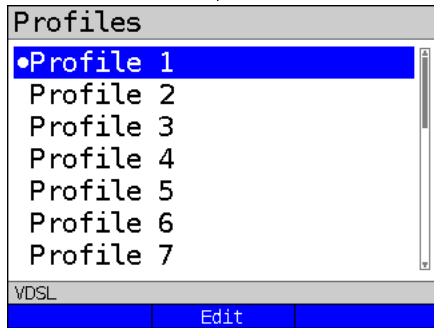 Profiles
•Profile 1
Profile 2
Profile 3
Profile 4
Profile 5
Profile 6
Profile 7
VDSL
Edit